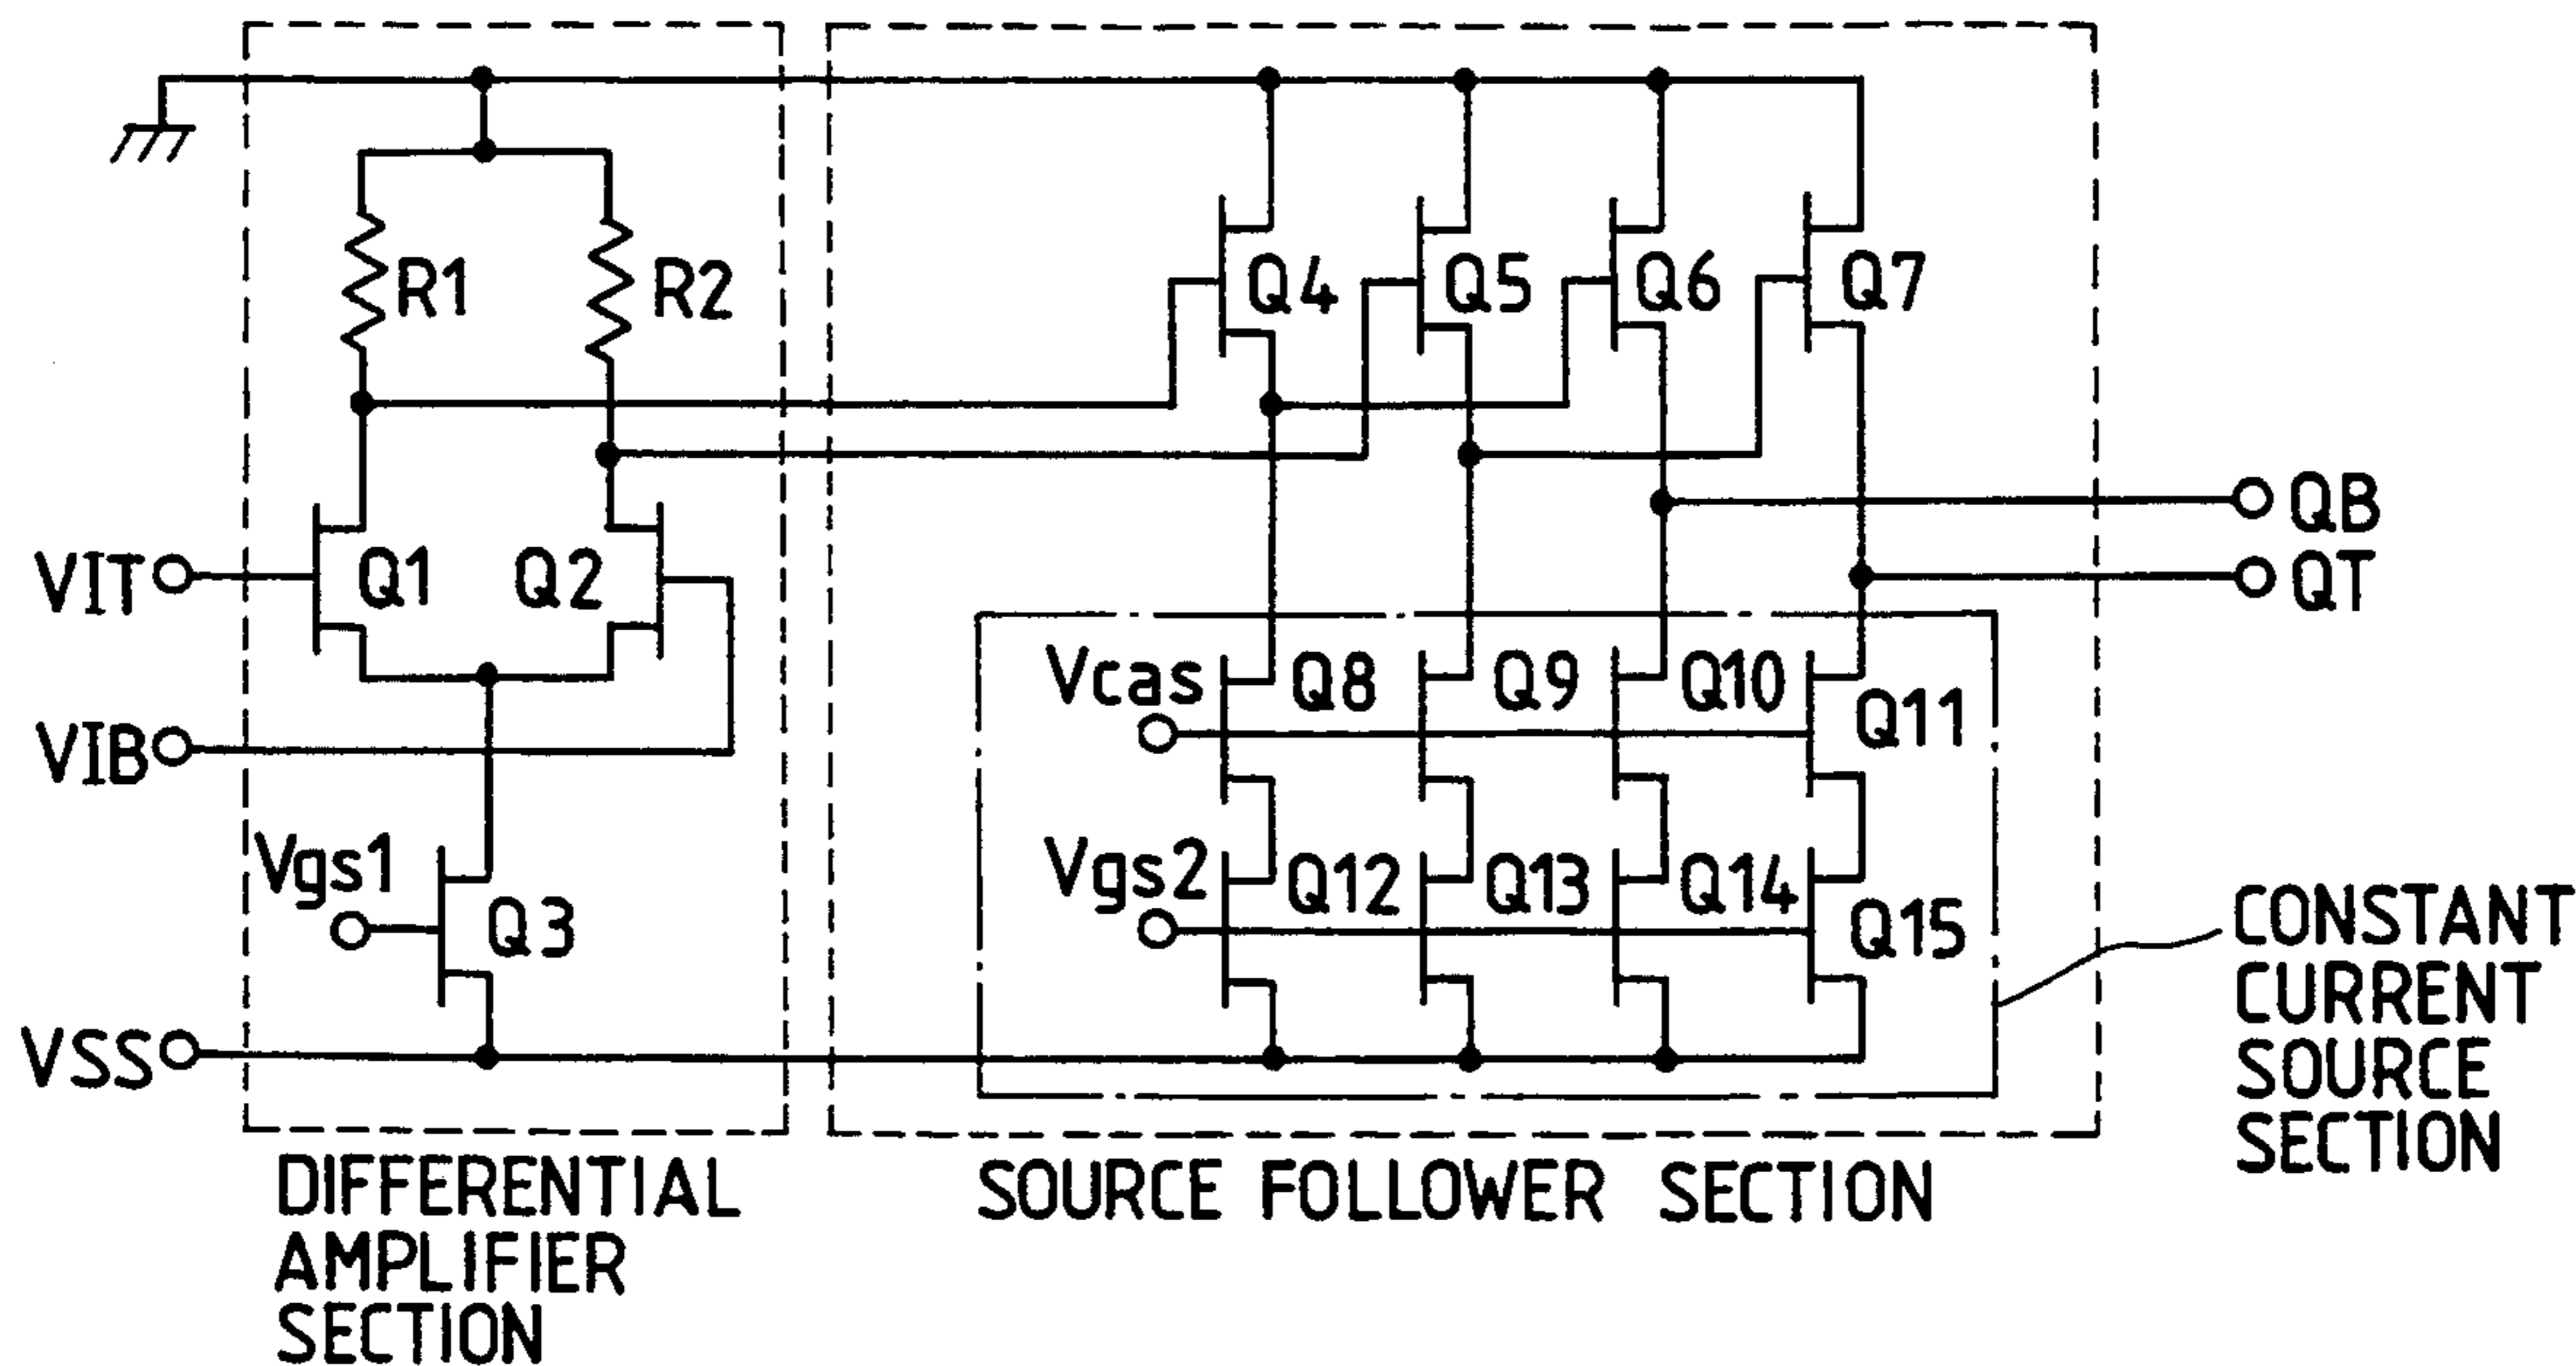 R1
R2
Q4
Q5
Q6
Q7
QB
QT
VIT
Q1
Q2
VIB
Vcas
Q8
Q9
Q10
Q11
Vgs1
Q3
Vgs2
Q12
Q13
Q14
Q15
VSS
CONSTANT
CURRENT
SOURCE
SECTION
DIFFERENTIAL
AMPLIFIER
SECTION
SOURCE FOLLOWER SECTION